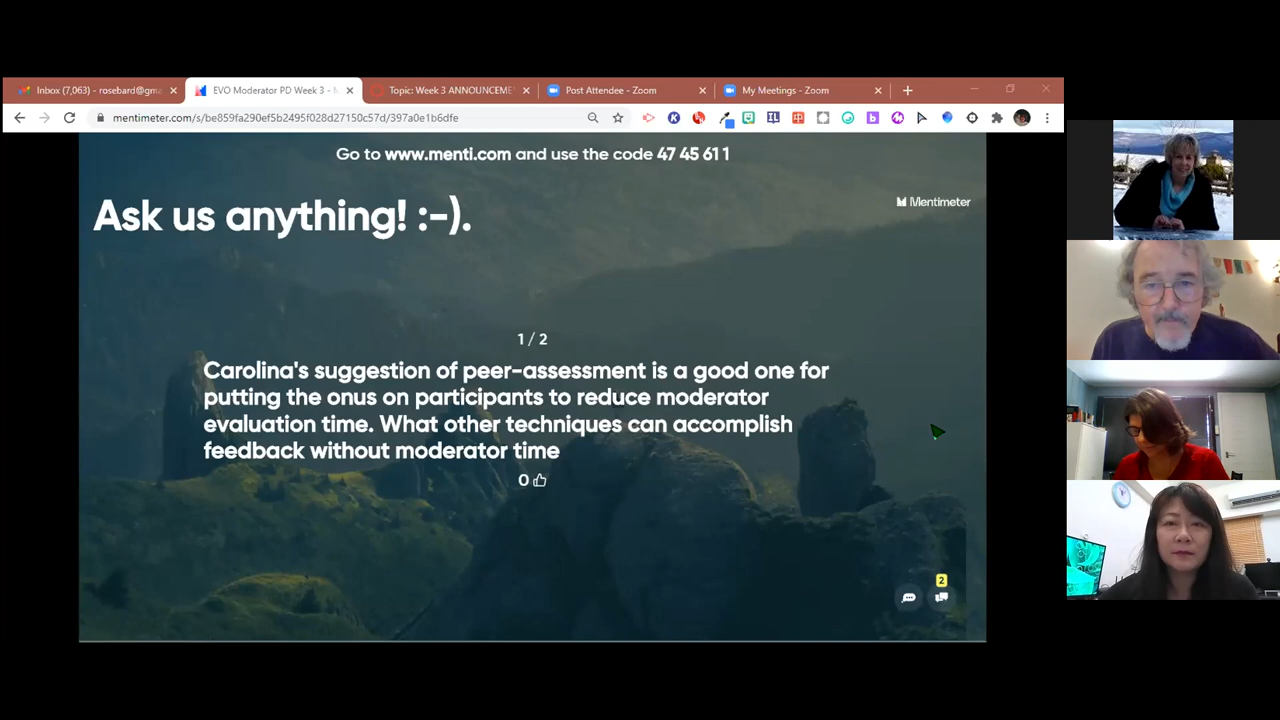 Inbox (7,063) - rosebard@gma
EVO Moderator PD Week 3 -
Topic: Week 3 ANNOUNCEME
Post Attendee - Zoom
My Meetings - Zoom
mentimeter.com/s/be859fa290ef5b2495f028d27150c57d/397a0e1b6dfe
Go to www.menti.com and use the code 47 45 61 1
Mentimeter
Ask us anything! :-).
1 / 2
Carolina's suggestion of peer-assessment is a good one for
putting the onus on participants to reduce moderator
evaluation time. What other techniques can accomplish
feedback without moderator time
0
2